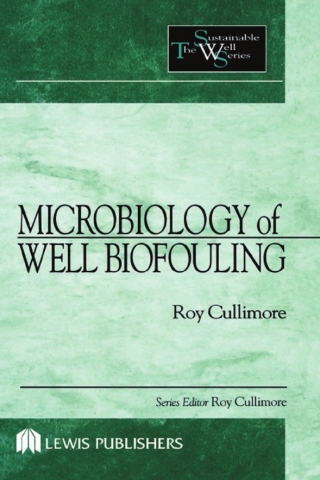 The Sustainable Well Series
MICROBIOLOGY of
WELL BIOFOULING
Roy Cullimore
Series Editor Roy Cullimore
LEWIS PUBLISHERS